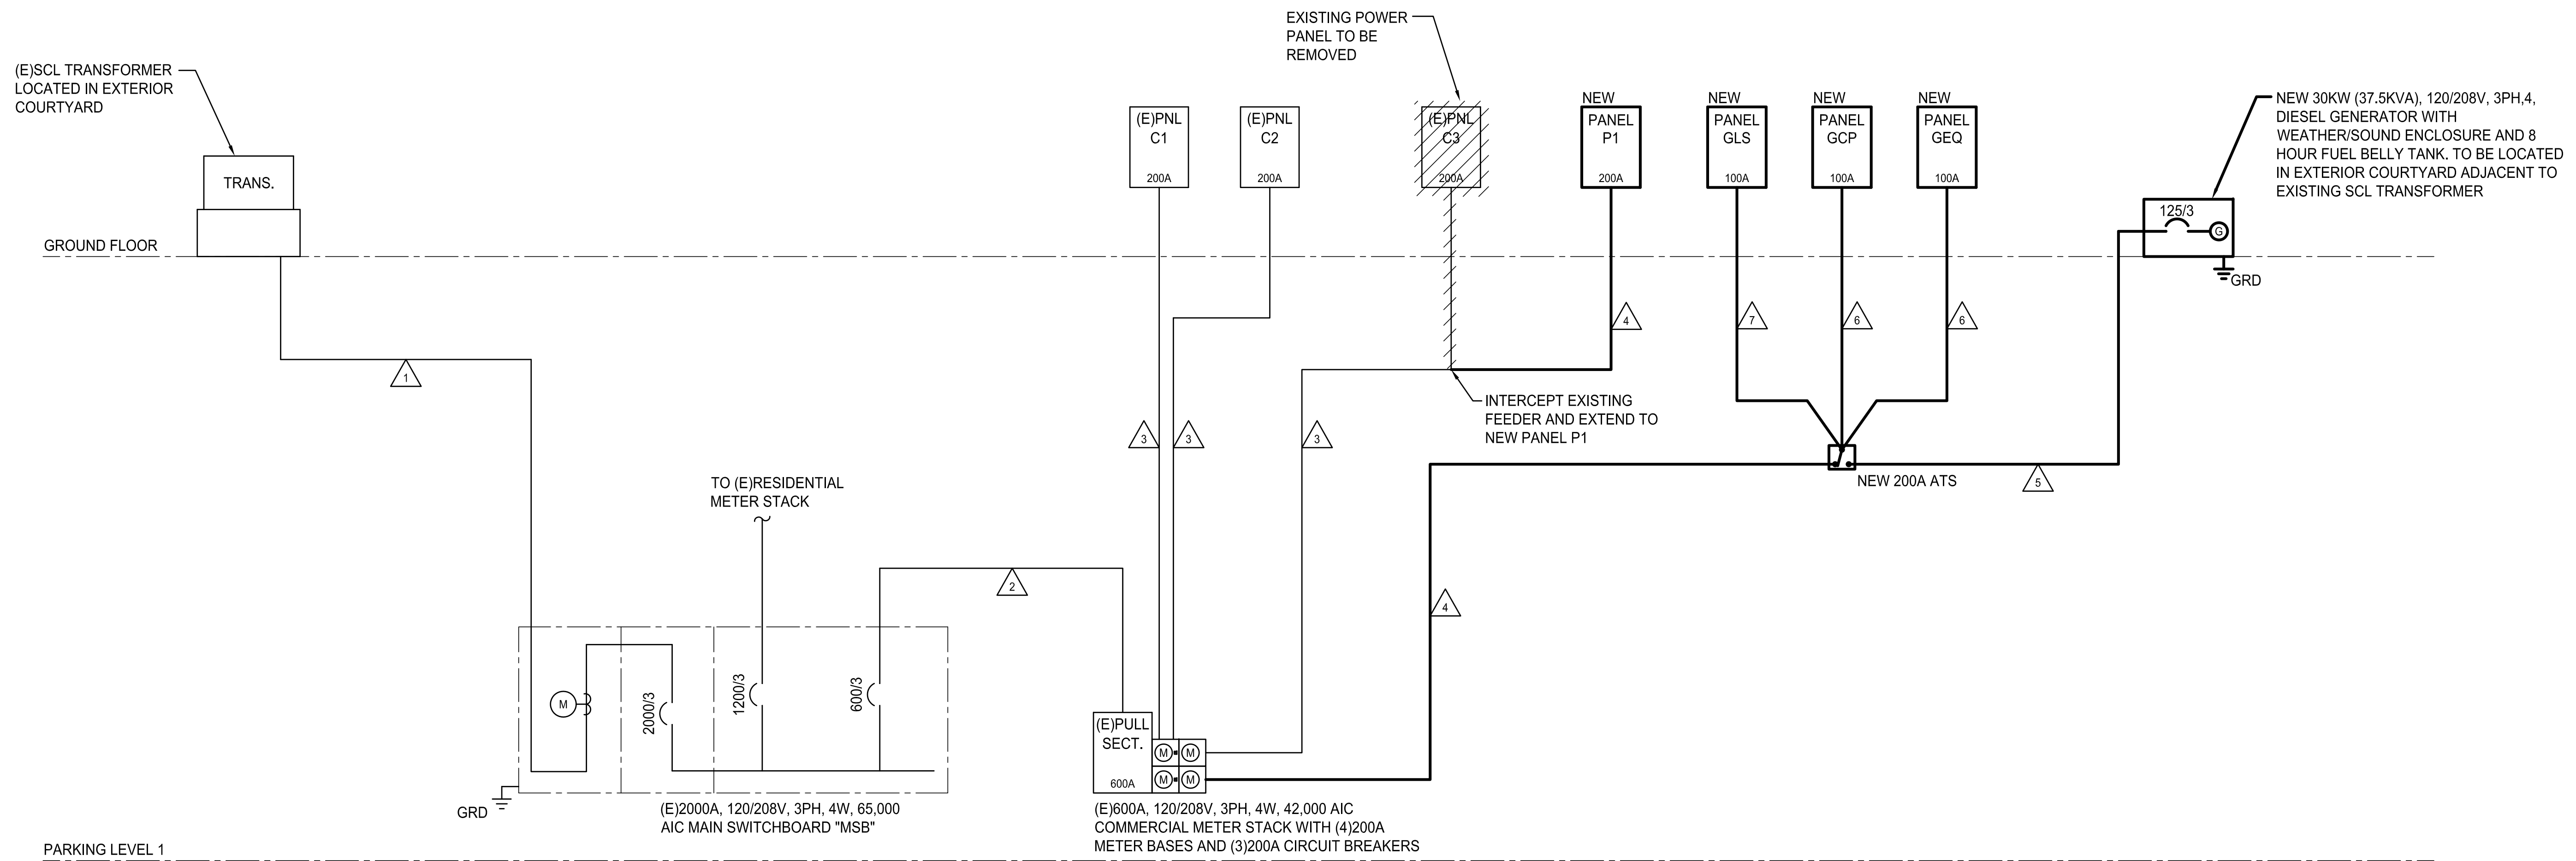 EXISTING POWER
PANEL TO BE
REMOVED
(E)SCL TRANSFORMER
LOCATED IN EXTERIOR
COURTYARD
TRANS.
(E)PNL
C1
200A
(E)PNL
C2
200A
(E)PNL
C3
200A
NEW
PANEL
P1
200A
NEW
PANEL
GLS
100A
NEW
PANEL
GCP
100A
NEW
PANEL
GEQ
100A
NEW 30KW (37.5KVA), 120/208V, 3PH,4,
DIESEL GENERATOR WITH
WEATHER/SOUND ENCLOSURE AND 8
HOUR FUEL BELLY TANK. TO BE LOCATED
IN EXTERIOR COURTYARD ADJACENT TO
EXISTING SCL TRANSFORMER
125/3
G
GRD
GROUND FLOOR
4
7
6
6
1
INTERCEPT EXISTING
FEEDER AND EXTEND TO
NEW PANEL P1
3
3
3
NEW 200A ATS
5
TO (E)RESIDENTIAL
METER STACK
2
4
M
2000/3
1200/3
600/3
(E)PULL
SECT.
600A
M
M
M
M
GRD
(E)2000A, 120/208V, 3PH, 4W, 65,000
AIC MAIN SWITCHBOARD "MSB"
(E)600A, 120/208V, 3PH, 4W, 42,000 AIC
COMMERCIAL METER STACK WITH (4)200A
METER BASES AND (3)200A CIRCUIT BREAKERS
PARKING LEVEL 1